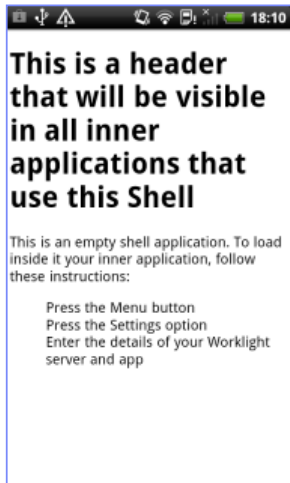 18:10
This is a header
that will be visible
in all inner
applications that
use this Shell
This is an empty shell application. To load
inside it your inner application, follow
these instructions:
Press the Menu button
Press the Settings option
Enter the details of your Worklight
server and app